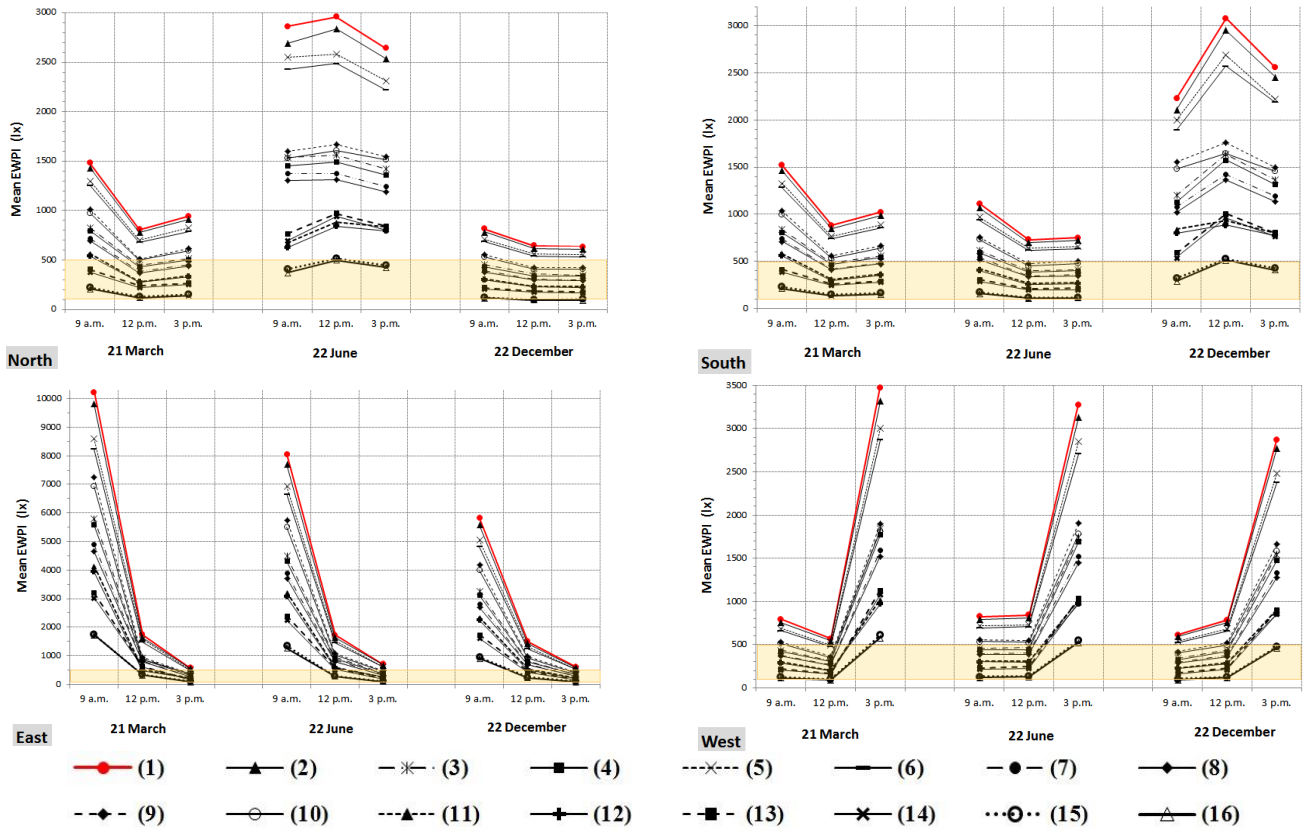 Mean EWPI (lx)
3000
2500
2000
1500
1000
500
0
9 a.m. 12 p.m. 3 p.m. 9 a.m. 12 p.m. 3 p.m. 9 a.m. 12 p.m. 3 p.m.
21 March 22 June 22 December
North
Mean EWPI (lx)
3000
2500
2000
1500
1000
500
0
9 a.m. 12 p.m. 3 p.m. 9 a.m. 12 p.m. 3 p.m. 9 a.m. 12 p.m. 3 p.m.
21 March 22 June 22 December
South
Mean EWPI (lx)
10000
9000
8000
7000
6000
5000
4000
3000
2000
1000
0
9 a.m. 12 p.m. 3 p.m. 9 a.m. 12 p.m. 3 p.m. 9 a.m. 12 p.m. 3 p.m.
21 March 22 June 22 December
East
Mean EWPI (lx)
3500
3000
2500
2000
1500
1000
500
0
9 a.m. 12 p.m. 3 p.m. 9 a.m. 12 p.m. 3 p.m. 9 a.m. 12 p.m. 3 p.m.
21 March 22 June 22 December
West
(1) (2) (3) (4) (5) (6) (7) (8)
(9) (10) (11) (12) (13) (14) (15) (16)